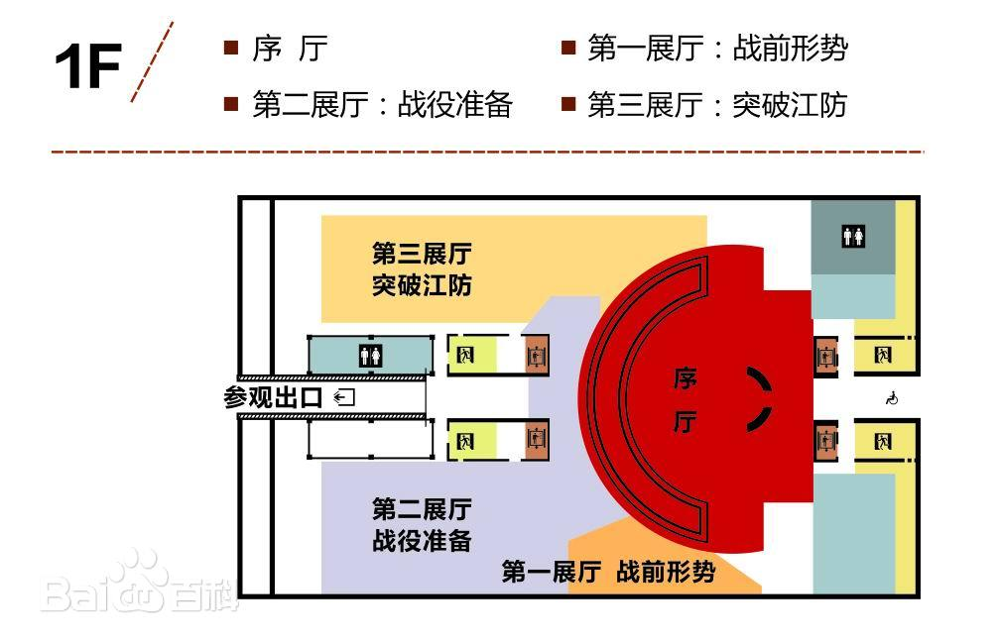 1F
序 厅
第一展厅：战前形势
第二展厅：战役准备
第三展厅：突破江防
第三展厅
突破江防
参观出口
序
厅
第二展厅
战役准备
第一展厅 战前形势
Baidu百科